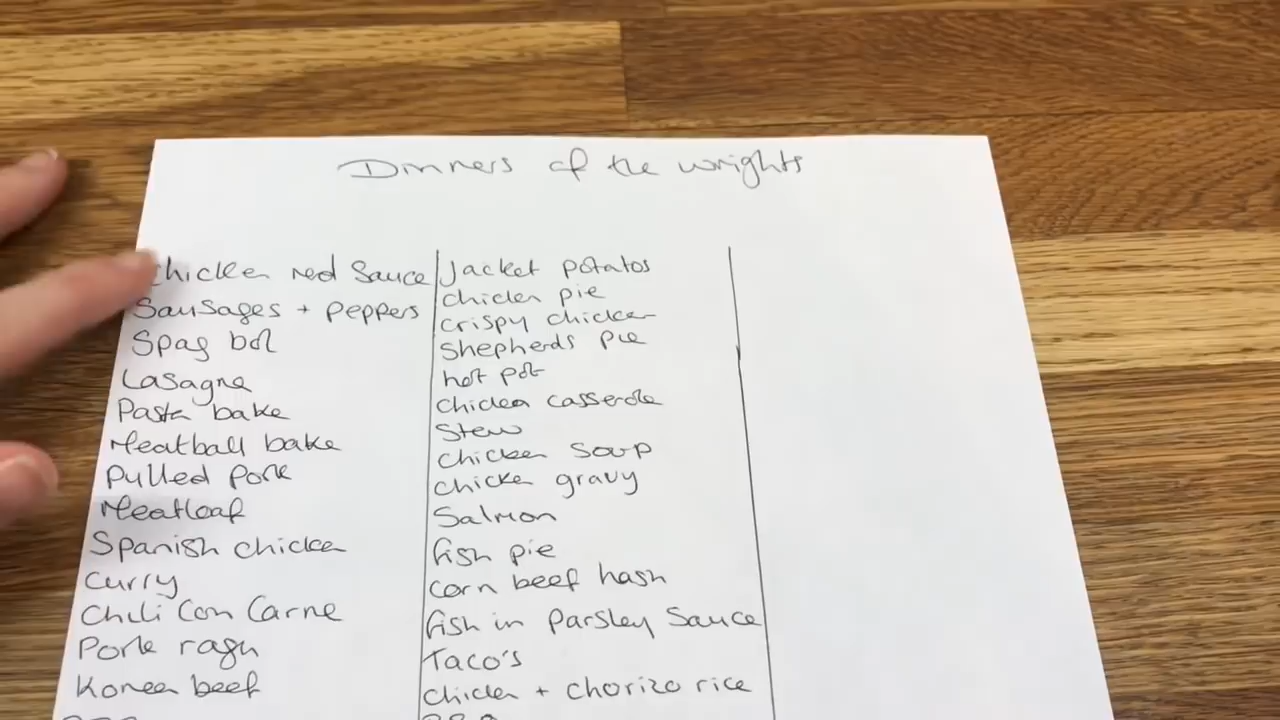 Dinners of the wrights
Chicken red sauce
Sausages + peppers
Spag bol
Lasagne
Pasta bake
Meatball bake
Pulled pork
Meatloaf
Spanish chicken
Curry
Chili Con Carne
Pork ragu
Korean beef
Jacket potatos
Chicken pie
Crispy chicken
Shepherds pie
hot pot
Chicken casserole
Stew
Chicken Soup
Chicken gravy
Salmon
fish pie
Corn beef hash
fish in Parsley Sauce
Taco's
Chicken + chorizo rice